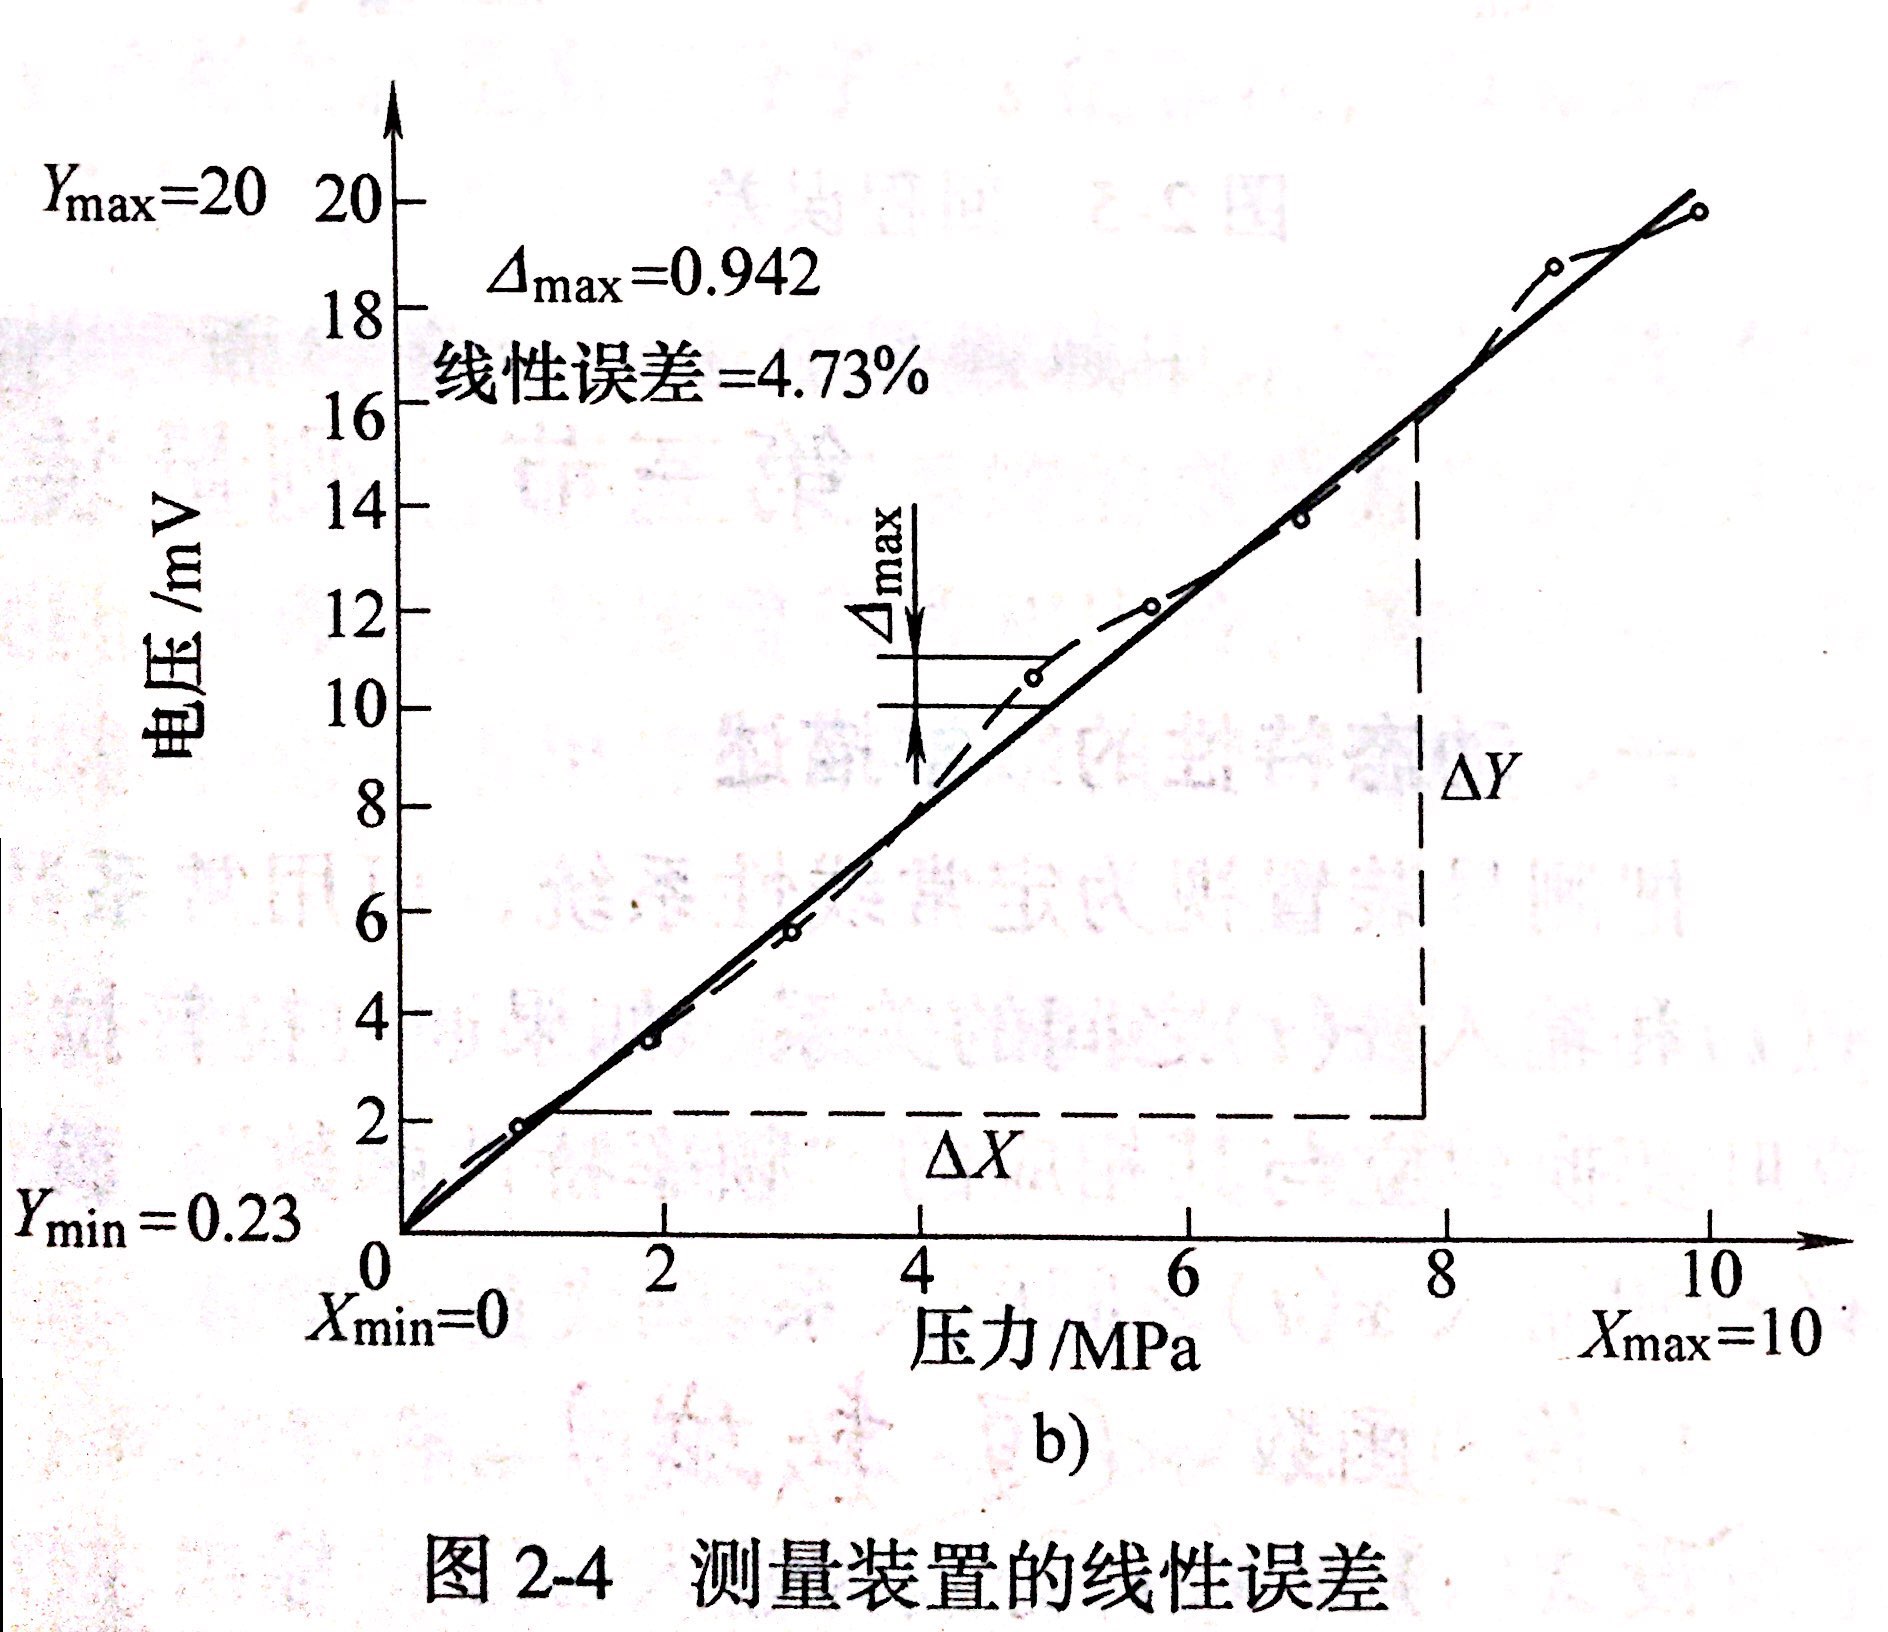 Ymax=20
20
Δmax=0.942
18
线性误差=4.73%
16
14
Δmax
12
电压/mV
10
ΔY
8
6
4
2
ΔX
Ymin=0.23
0
2
4
6
8
10
Xmin=0
压力/MPa
Xmax=10
b)
图 2-4 测量装置的线性误差